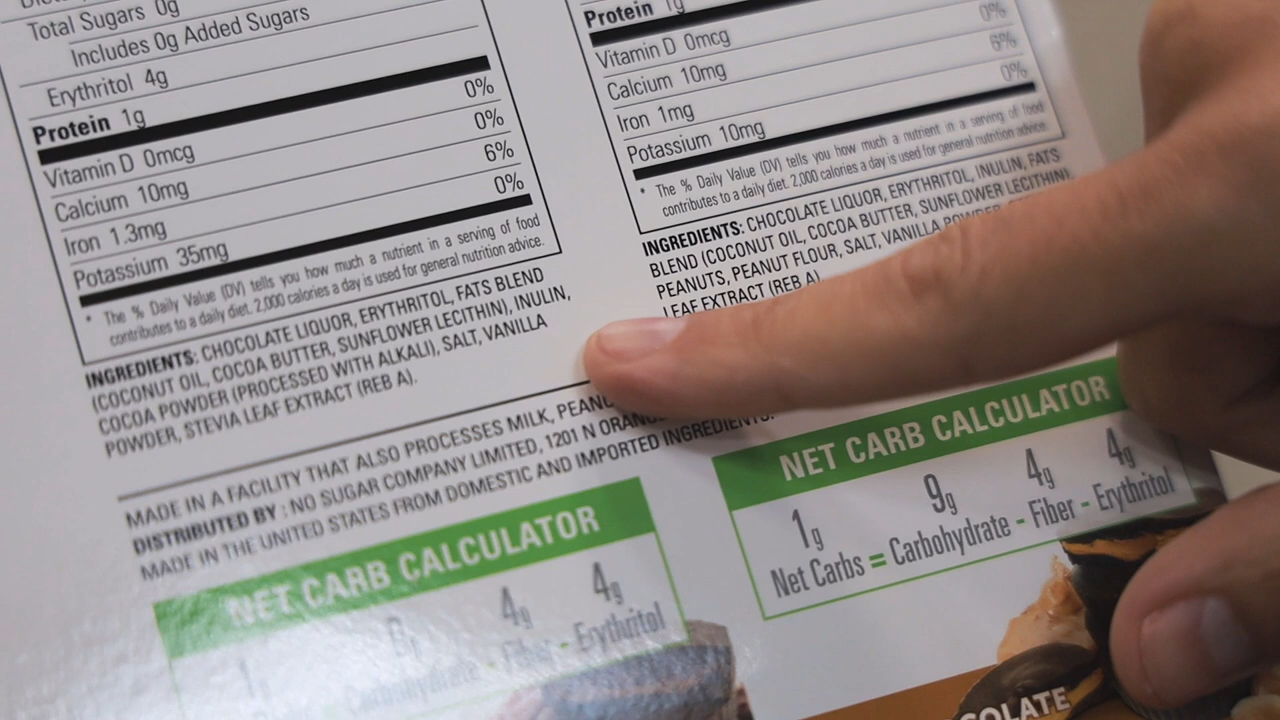 Total Sugars 0g
Includes 0g Added Sugars
Erythritol 4g
Protein 1g
Vitamin D 0mcg 0%
Calcium 10mg 0%
Iron 1.3mg 6%
Potassium 35mg 0%
* The % Daily Value (DV) tells you how much a nutrient in a serving of food
contributes to a daily diet. 2,000 calories a day is used for general nutrition advice.
INGREDIENTS: CHOCOLATE LIQUOR, ERYTHRITOL, FATS BLEND
(COCONUT OIL, COCOA BUTTER, SUNFLOWER LECITHIN), INULIN,
COCOA POWDER (PROCESSED WITH ALKALI), SALT, VANILLA
POWDER, STEVIA LEAF EXTRACT (REB A).
Protein 1g
Vitamin D 0mcg
Calcium 10mg 0%
Iron 1mg 6%
Potassium 10mg 0%
* The % Daily Value (DV) tells you how much a nutrient in a serving of food
contributes to a daily diet. 2,000 calories a day is used for general nutrition advice.
INGREDIENTS: CHOCOLATE LIQUOR, ERYTHRITOL, INULIN, FATS
BLEND (COCONUT OIL, COCOA BUTTER, SUNFLOWER LECITHIN),
PEANUTS, PEANUT FLOUR, SALT, VANILLA POWDER,
LEAF EXTRACT (REB A)
MADE IN A FACILITY THAT ALSO PROCESSES MILK,
DISTRIBUTED BY : NO SUGAR COMPANY LIMITED, 1201 N
MADE IN THE UNITED STATES FROM DOMESTIC AND IMPORTED INGREDIENTS.
NET CARB CALCULATOR
4g 4g
Carbohydrate - Fiber - Erythritol
NET CARB CALCULATOR
1g 9g 4g 4g
Net Carbs = Carbohydrate - Fiber - Erythritol